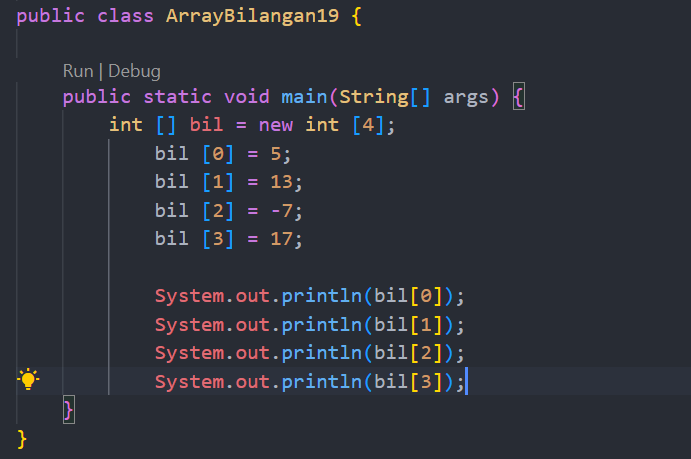 public class ArrayBilangan19 {
Run | Debug
public static void main(String[] args) {
int [] bil = new int [4];
bil [0] = 5;
bil [1] = 13;
bil [2] = -7;
bil [3] = 17;
System.out.println(bil[0]);
System.out.println(bil[1]);
System.out.println(bil[2]);
System.out.println(bil[3]);
}
}